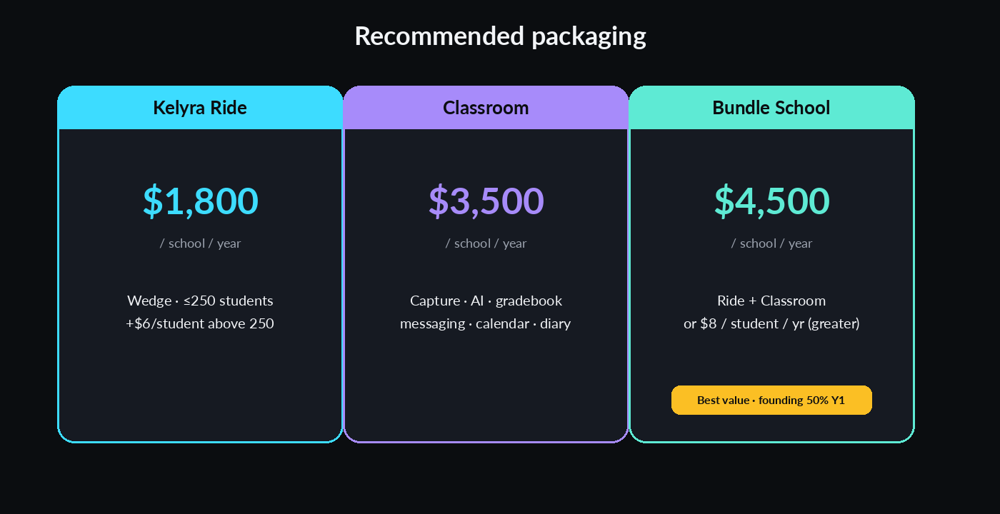 Recommended packaging
Kelyra Ride
$1,800
/ school / year
Wedge · ≤250 students
+$6/student above 250
Classroom
$3,500
/ school / year
Capture · AI · gradebook
messaging · calendar · diary
Bundle School
$4,500
/ school / year
Ride + Classroom
or $8 / student / yr (greater)
Best value · founding 50% Y1